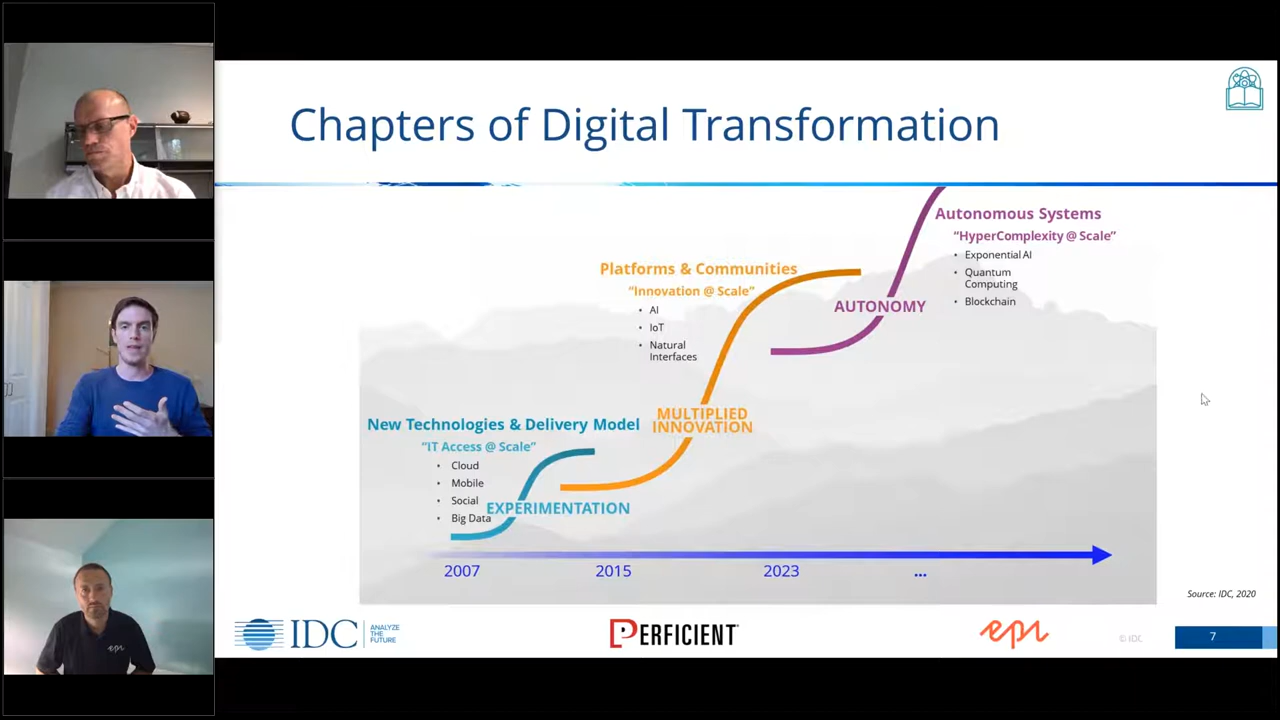 Chapters of Digital Transformation
Autonomous Systems
“HyperComplexity @ Scale”
• Exponential AI
• Quantum
Computing
• Blockchain
Platforms & Communities
“Innovation @ Scale”
• AI
• IoT
• Natural
Interfaces
AUTONOMY
New Technologies & Delivery Model
“IT Access @ Scale”
• Cloud
• Mobile
• Social
• Big Data
MULTIPLIED
INNOVATION
EXPERIMENTATION
2007 2015 2023 ...
Source: IDC, 2020
IDC
ANALYZE
THE
FUTURE
PERFICIENT
epi
© IDC
7
epi